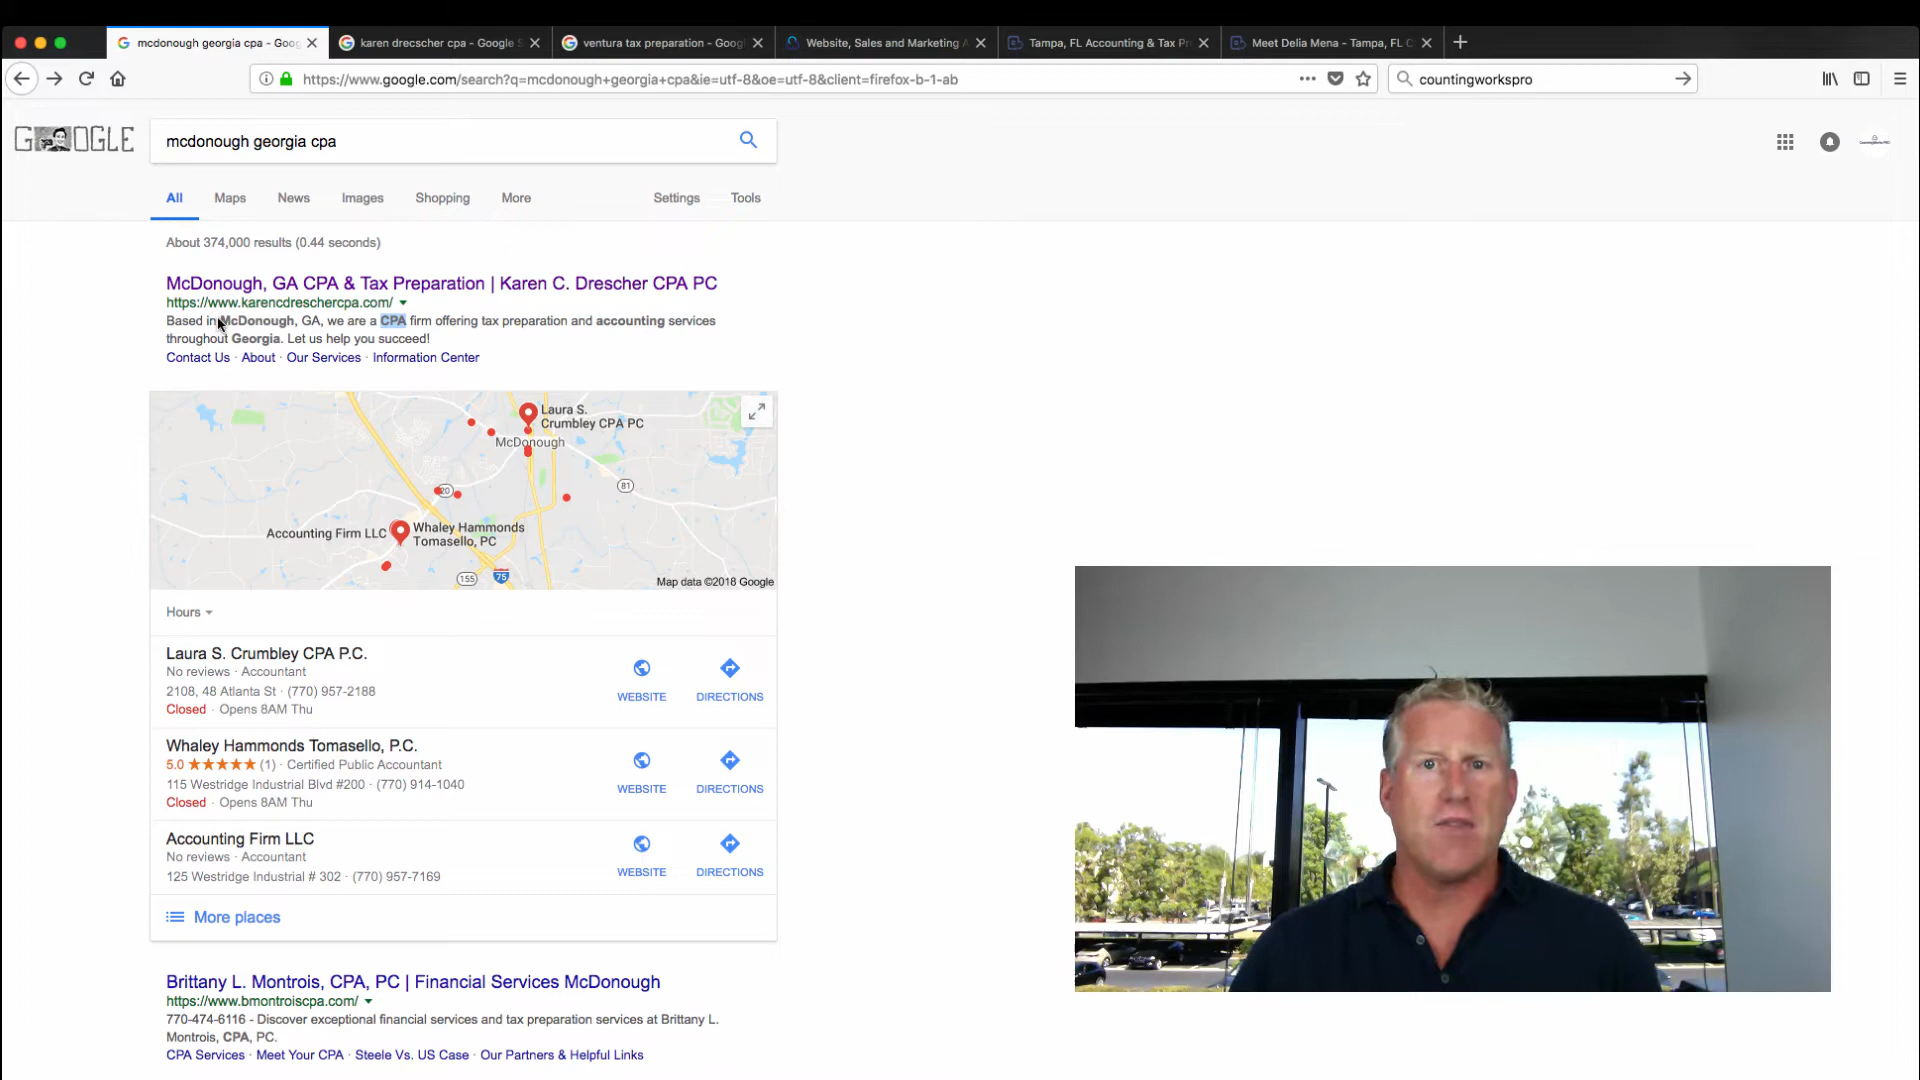 mcdonough georgia cpa - Goog
karen drecscher cpa - Google S
ventura tax preparation - Googl
Website, Sales and Marketing A
Tampa, FL Accounting & Tax Pr
Meet Delia Mena - Tampa, FL C
https://www.google.com/search?q=mcdonough+georgia+cpa&ie=utf-8&oe=utf-8&client=firefox-b-1-ab
countingworkspro
GOOGLE
mcdonough georgia cpa
All Maps News Images Shopping More Settings Tools
About 374,000 results (0.44 seconds)
McDonough, GA CPA & Tax Preparation | Karen C. Drescher CPA PC
https://www.karencdreschercpa.com/
Based in McDonough, GA, we are a CPA firm offering tax preparation and accounting services
throughout Georgia. Let us help you succeed!
Contact Us · About · Our Services · Information Center
Laura S.
Crumbley CPA PC
McDonough
20
81
Accounting Firm LLC
Whaley Hammonds
Tomasello, PC
155
75
Map data ©2018 Google
Hours
Laura S. Crumbley CPA P.C.
No reviews · Accountant
2108, 48 Atlanta St · (770) 957-2188
Closed · Opens 8AM Thu
WEBSITE
DIRECTIONS
Whaley Hammonds Tomasello, P.C.
5.0 ★★★★★ (1) · Certified Public Accountant
115 Westridge Industrial Blvd #200 · (770) 914-1040
Closed · Opens 8AM Thu
WEBSITE
DIRECTIONS
Accounting Firm LLC
No reviews · Accountant
125 Westridge Industrial # 302 · (770) 957-7169
WEBSITE
DIRECTIONS
More places
Brittany L. Montrois, CPA, PC | Financial Services McDonough
https://www.bmontroiscpa.com/
770-474-6116 - Discover exceptional financial services and tax preparation services at Brittany L.
Montrois, CPA, PC.
CPA Services · Meet Your CPA · Steele Vs. US Case · Our Partners & Helpful Links